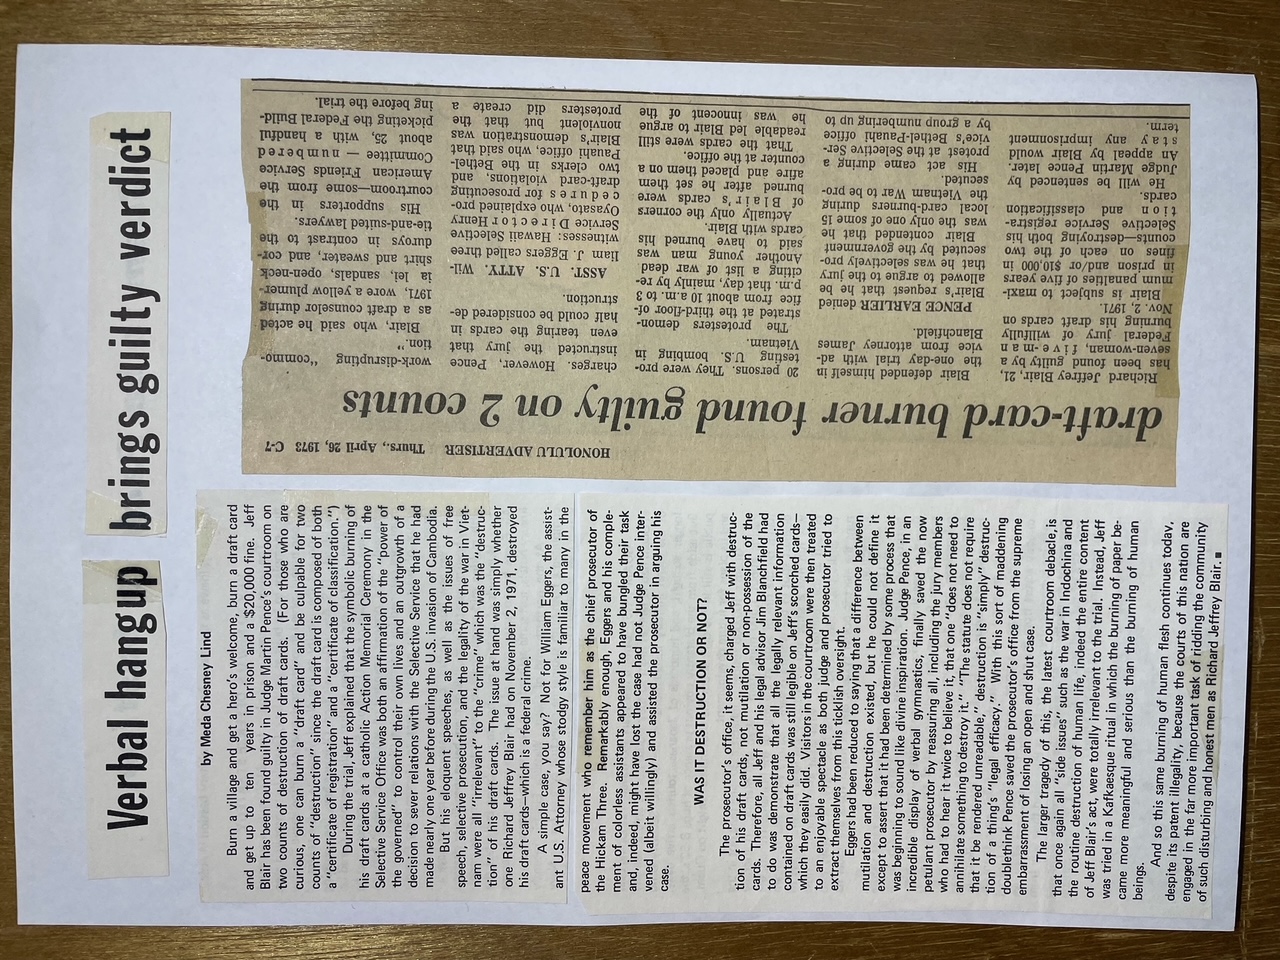 Verbal hangup brings guilty verdict
by Meda Chesney Lind
Burn a village and get a hero's welcome, burn a draft card
and get up to ten years in prison and a $20,000 fine. Jeff
Blair has been found guilty in Judge Martin Pence's courtroom on
two counts of destruction of draft cards. (For those who are
curious, one can burn a "draft card" and be culpable for two
counts of "destruction" since the draft card is composed of both
a "certificate of registration" and a "certificate of classification.")
During the trial, Jeff explained that the symbolic burning of
his draft cards at a catholic Action Memorial Ceremony in the
Selective Service Office was both an affirmation of the "power of
the governed" to control their own lives and an outgrowth of a
decision to sever relations with the Selective Service that he had
made nearly one year before during the U.S. invasion of Cambodia.
But his eloquent speeches, as well as the issues of free
speech, selective prosecution, and the legality of the war in Viet-
nam were all "irrelevant" to the "crime" which was the "destruc-
tion" of his draft cards. The issue at hand was simply whether
one Richard Jeffrey Blair had on November 2, 1971, destroyed
his draft cards—which is a federal crime.
A simple case, you say? Not for William Eggers, the assist-
ant U.S. Attorney whose stodgy style is familiar to many in the
peace movement who remember him as the chief prosecutor of
the Hickam Three. Remarkably enough, Eggers and his comple-
ment of colorless assistants appeared to have bungled their task
and, indeed, might have lost the case had not Judge Pence inter-
vened (albeit willingly) and assisted the prosecutor in arguing his
case.
WAS IT DESTRUCTION OR NOT?
The prosecutor's office, it seems, charged Jeff with destruc-
tion of his draft cards, not mutilation or non-possession of the
cards. Therefore, all Jeff and his legal advisor Jim Blanchfield had
to do was demonstrate that all the legally relevant information
contained on draft cards was still legible on Jeff's scorched cards—
which they easily did. Visitors in the courtroom were then treated
to an enjoyable spectacle as both judge and prosecutor tried to
extract themselves from this ticklish oversight.
Eggers had been reduced to saying that a difference between
mutilation and destruction existed, but he could not define it
except to assert that it had been determined by some process that
was beginning to sound like divine inspiration. Judge Pence, in an
incredible display of verbal gymnastics, finally saved the now
petulant prosecutor by reassuring all, including the jury members
who had to hear it twice to believe it, that one "does not need to
annihilate something to destroy it." "The statue does not require
that it be rendered unreadable," destruction is "simply" destruc-
tion of a thing's "legal efficacy." With this sort of maddening
doublethink Pence saved the prosecutor's office from the supreme
embarrassment of losing an open and shut case.
The larger tragedy of this, the latest courtroom debacle, is
that once again all "side issues" such as the war in Indochina and
the routine destruction of human life, indeed the entire content
of Jeff Blair's act, were totally irrelevant to the trial. Instead, Jeff
was tried in a Kafkaesque ritual in which the burning of paper be-
came more meaningful and serious than the burning of human
beings.
And so this same burning of human flesh continues today,
despite its patent illegality, because the courts of this nation are
engaged in the far more important task of ridding the community
of such disturbing and honest men as Richard Jeffrey Blair. ■
HONOLULU ADVERTISER Thurs., April 26, 1973 C-7
draft-card burner found guilty on 2 counts
Richard Jeffrey Blair, 21,
has been found guilty by a
seven-woman, five-man
Federal jury of willfully
burning his draft cards on
Nov. 2, 1971.
Blair is subject to maxi-
mum penalties of five years
in prison and/or $10,000 in
fines on each of the two
counts—destroying both his
Selective Service registra-
tion and classification
cards.
He will be sentenced by
Judge Martin Pence later.
An appeal by Blair would
stay any imprisonment
term.
Blair defended himself in
the one-day trial with ad-
vice from attorney James
Blanchfield.
PENCE EARLIER denied
Blair's request that he be
allowed to argue to the jury
that he was selectively pro-
secuted by the government
Blair contended that he
was the only one of some 15
local card-burners during
the Vietnam War to be pro-
secuted.
His act came during a
protest at the Selective Ser-
vice's Bethel-Pauahi office
by a group numbering up to
20 persons. They were pro-
testing U.S. bombing in
Vietnam.
The protesters demon-
strated at the third-floor of-
fice from about 10 a.m. to 3
p.m. that day, mainly by re-
citing a list of war dead.
Another young man was
said to have burned his
cards with Blair.
Actually only the corners
of Blair's cards were
burned after he set them
afire and placed them on a
counter at the office.
That the cards were still
readable led Blair to argue
he was innocent of the
charges. However, Pence
instructed the jury that
even tearing the cards in
half could be considered de-
struction.
ASST. U.S. ATTY. Wil-
liam J. Eggers called three
witnesses: Hawaii Selective
Service Director Henry
Oyasato, who explained pro-
cedures for prosecuting
draft-card violations, and
two clerks in the Bethel-
Pauahi office, who said that
Blair's demonstration was
nonviolent but that the
protesters did create a
work-disrupting "commo-
tion."
Blair, who said he acted
as a draft counselor during
1971, wore a yellow plumer-
ia lei, sandals, open-neck
shirt and sweater, and cor-
duroys in contrast to the
tie-and-suited lawyers.
His supporters in the
courtroom—some from the
American Friends Service
Committee — numbered
about 25, with a handful
picketing the Federal Build-
ing before the trial.